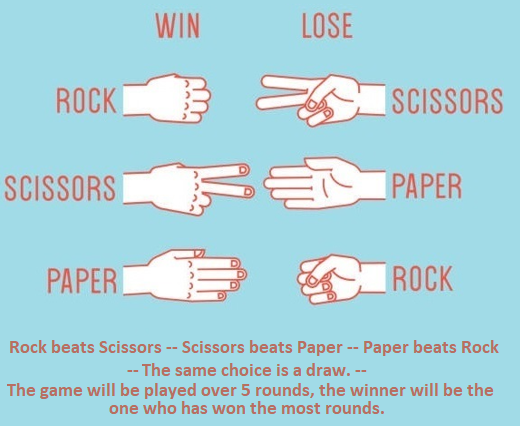 WIN LOSE
ROCK SCISSORS
SCISSORS PAPER
PAPER ROCK
Rock beats Scissors -- Scissors beats Paper -- Paper beats Rock
-- The same choice is a draw. --
The game will be played over 5 rounds, the winner will be the
one who has won the most rounds.